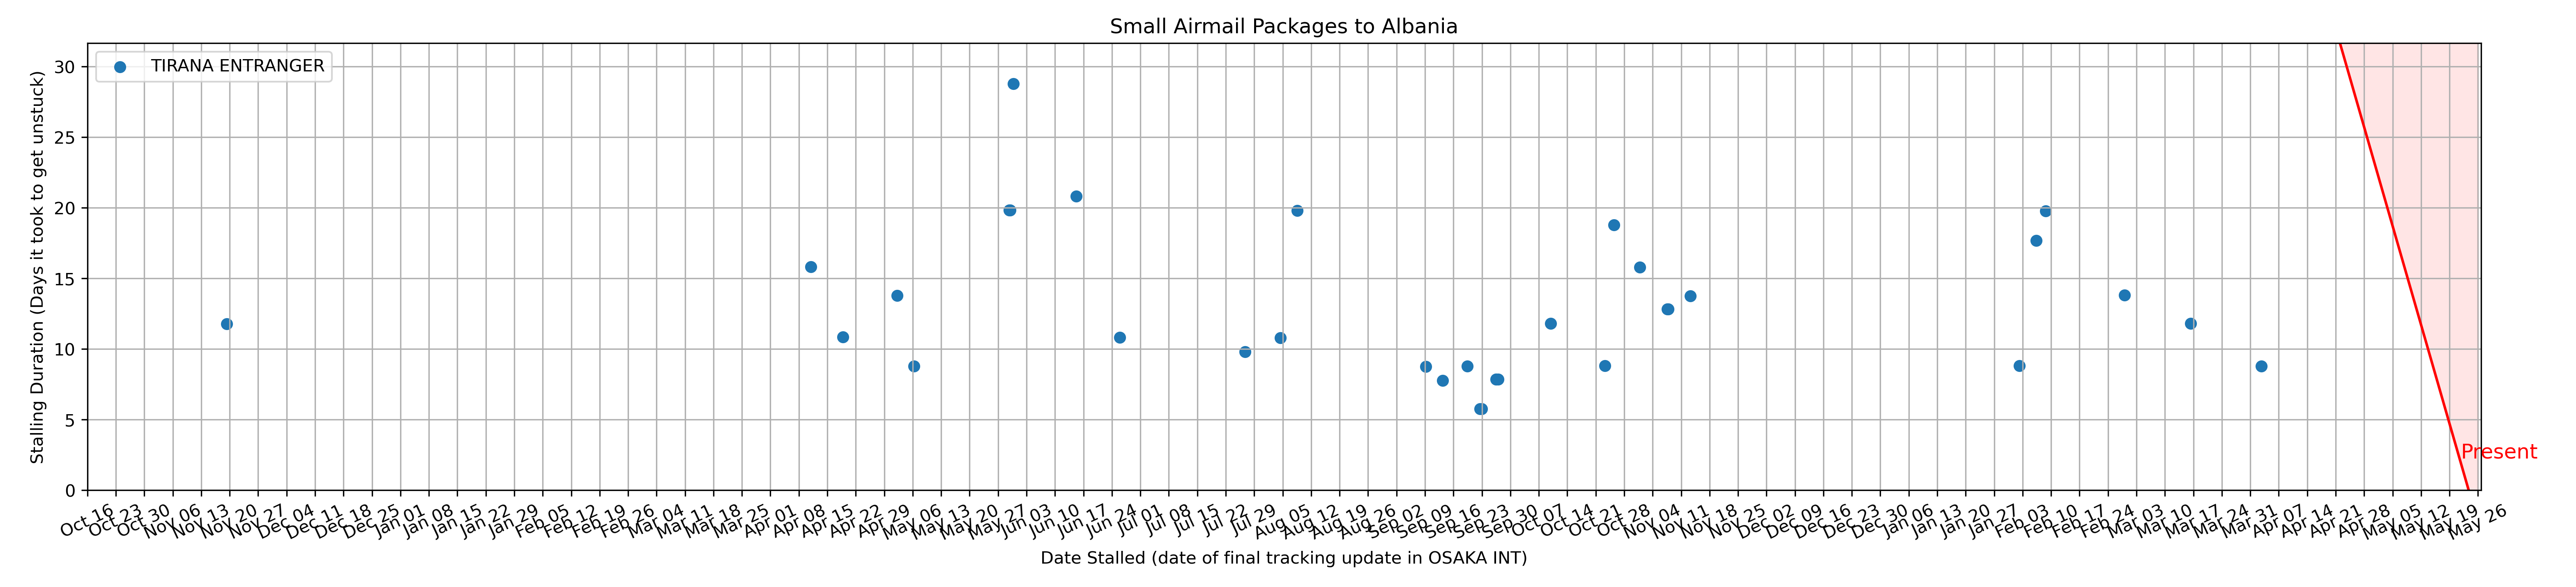 Small Airmail Packages to Albania
TIRANA ENTRANGER
Stalling Duration (Days it took to get unstuck)
30
25
20
15
10
5
0
Present
Oct 16
Oct 23
Oct 30
Nov 06
Nov 13
Nov 20
Nov 27
Dec 04
Dec 11
Dec 18
Dec 25
Jan 01
Jan 08
Jan 15
Jan 22
Jan 29
Feb 05
Feb 12
Feb 19
Feb 26
Mar 04
Mar 11
Mar 18
Mar 25
Apr 01
Apr 08
Apr 15
Apr 22
Apr 29
May 06
May 13
May 20
May 27
Jun 03
Jun 10
Jun 17
Jun 24
Jul 01
Jul 08
Jul 15
Jul 22
Jul 29
Aug 05
Aug 12
Aug 19
Aug 26
Sep 02
Sep 09
Sep 16
Sep 23
Sep 30
Oct 07
Oct 14
Oct 21
Oct 28
Nov 04
Nov 11
Nov 18
Nov 25
Dec 02
Dec 09
Dec 16
Dec 23
Dec 30
Jan 06
Jan 13
Jan 20
Jan 27
Feb 03
Feb 10
Feb 17
Feb 24
Mar 03
Mar 10
Mar 17
Mar 24
Mar 31
Apr 07
Apr 14
Apr 21
Apr 28
May 05
May 12
May 19
May 26
Date Stalled (date of final tracking update in OSAKA INT)